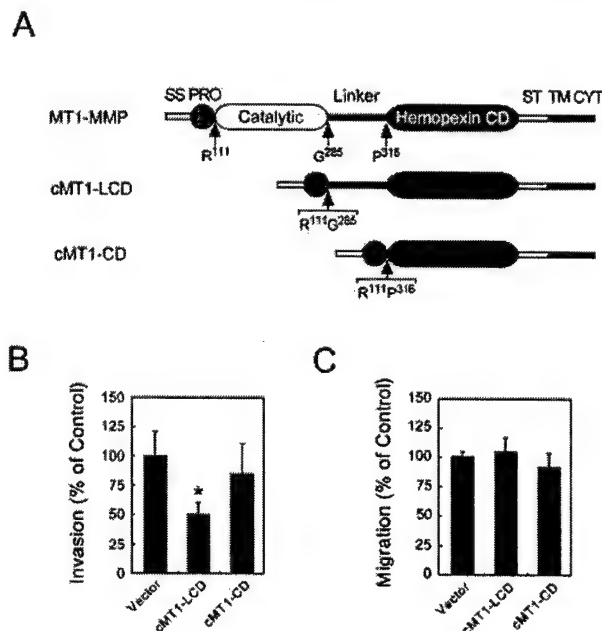 A
SS PRO
Linker
ST TM CYT
MT1-MMP
Catalytic
Hemopexin CD
R111
G285
P316
cMT1-LCD
R111G285
cMT1-CD
R111P316
B
Invasion (% of Control)
150
125
100
75
50
25
0
*
Vector
cMT1-LCD
cMT1-CD
C
Migration (% of Control)
150
125
100
75
50
25
0
Vector
cMT1-LCD
cMT1-CD